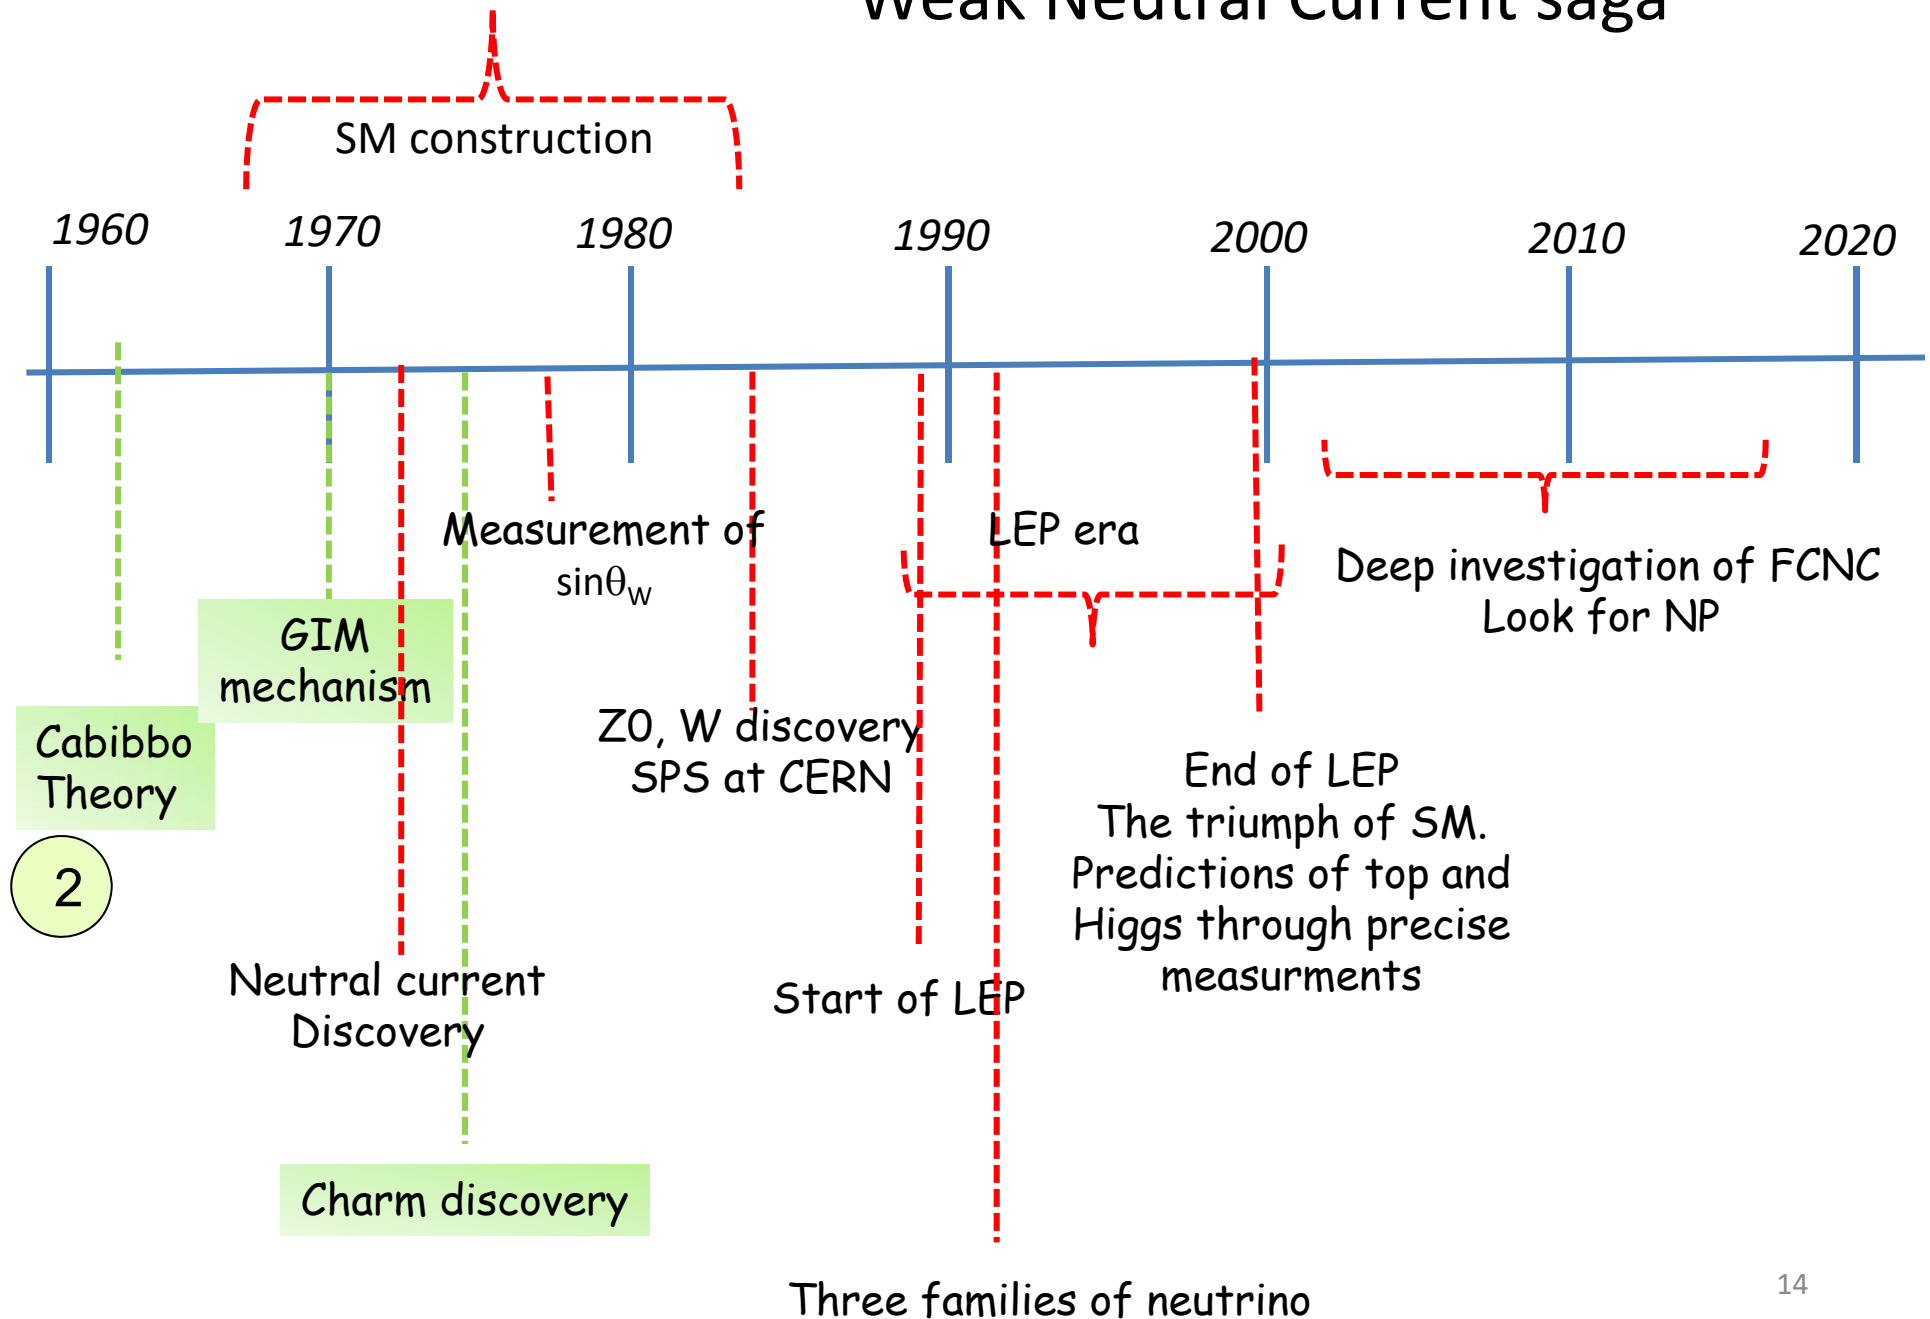 Weak Neutral Current saga
SM construction
1960
1970
1980
1990
2000
2010
2020
Measurement of
sinθW
LEP era
Deep investigation of FCNC
Look for NP
GIM
mechanism
Cabibbo
Theory
2
Z0, W discovery
SPS at CERN
End of LEP
The triumph of SM.
Predictions of top and
Higgs through precise
measurments
Neutral current
Discovery
Start of LEP
Charm discovery
Three families of neutrino
14